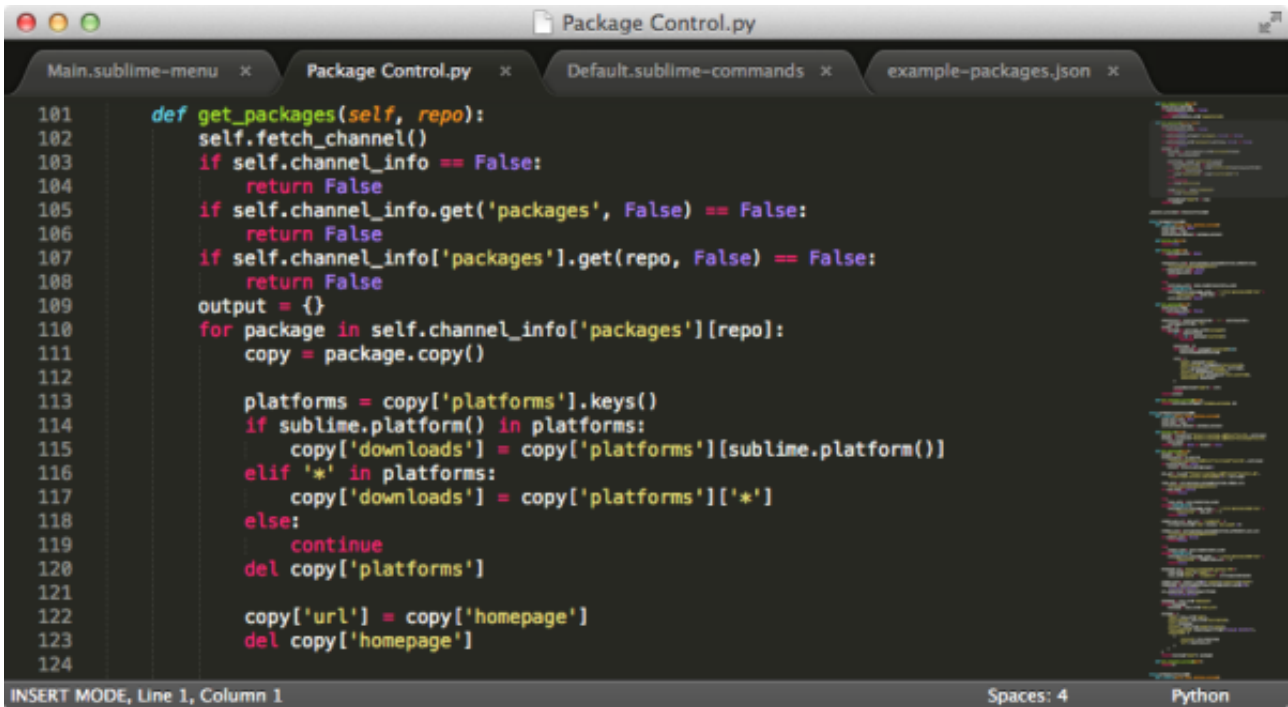 Package Control.py
Main.sublime-menu × Package Control.py × Default.sublime-commands × example-packages.json ×
101 def get_packages(self, repo):
102 self.fetch_channel()
103 if self.channel_info == False:
104 return False
105 if self.channel_info.get('packages', False) == False:
106 return False
107 if self.channel_info['packages'].get(repo, False) == False:
108 return False
109 output = {}
110 for package in self.channel_info['packages'][repo]:
111 copy = package.copy()
112
113 platforms = copy['platforms'].keys()
114 if sublime.platform() in platforms:
115 copy['downloads'] = copy['platforms'][sublime.platform()]
116 elif '*' in platforms:
117 copy['downloads'] = copy['platforms']['*']
118 else:
119 continue
120 del copy['platforms']
121
122 copy['url'] = copy['homepage']
123 del copy['homepage']
124
INSERT MODE, Line 1, Column 1 Spaces: 4 Python